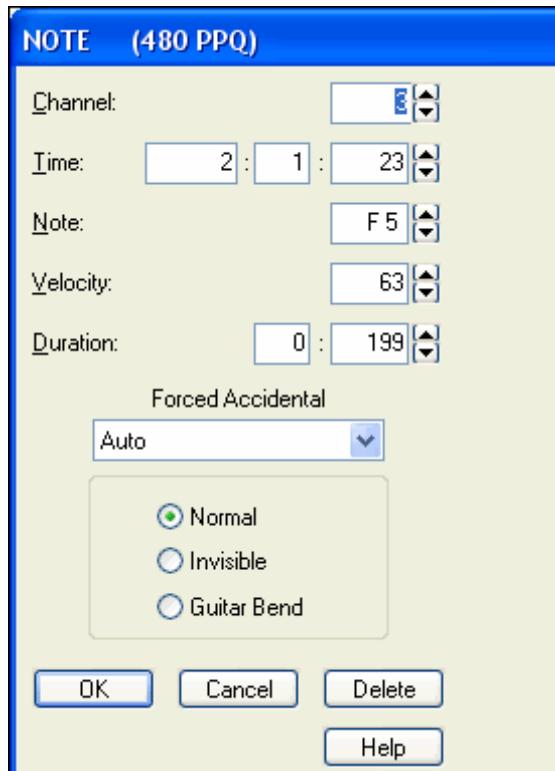 NOTE (480 PPQ)
Channel: 3
Time: 2 : 1 : 23
Note: F 5
Velocity: 63
Duration: 0 : 199
Forced Accidental
Auto
Normal
Invisible
Guitar Bend
OK Cancel Delete
Help